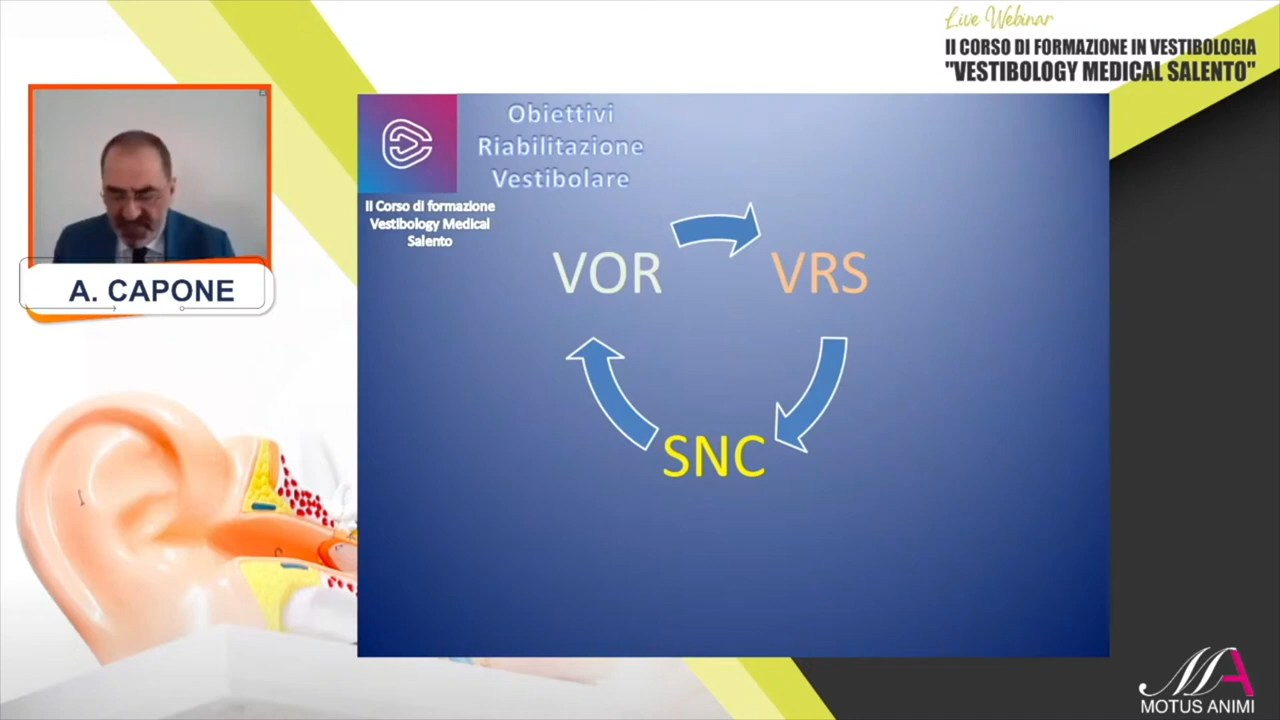 Live Webinar
II CORSO DI FORMAZIONE IN VESTIBOLOGIA
"VESTIBOLOGY MEDICAL SALENTO"
A. CAPONE
Obiettivi
Riabilitazione
Vestibolare
II Corso di formazione
Vestibology Medical
Salento
VOR
VRS
SNC
MA
MOTUS ANIMI